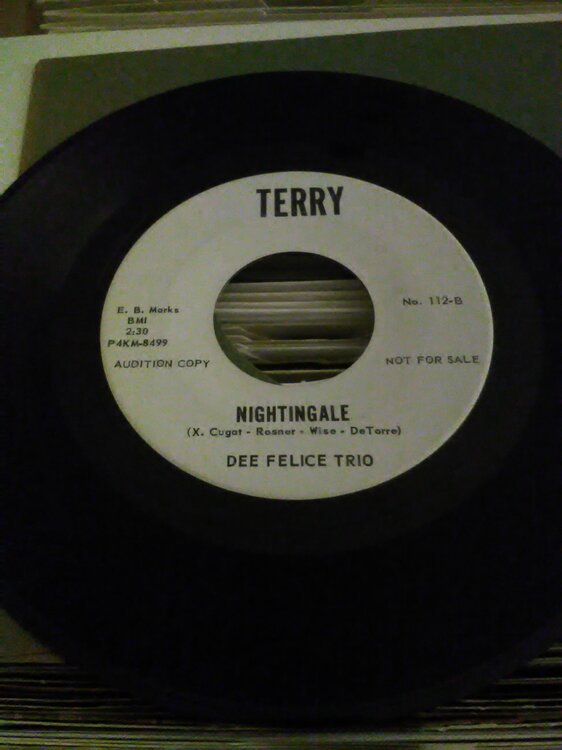 TERRY
E. B. Marks
BMI
2:30
P4KM-8499
AUDITION COPY
No. 112-B
NOT FOR SALE
NIGHTINGALE
(X. Cugat - Rosner - Wise - DeTorre)
DEE FELICE TRIO